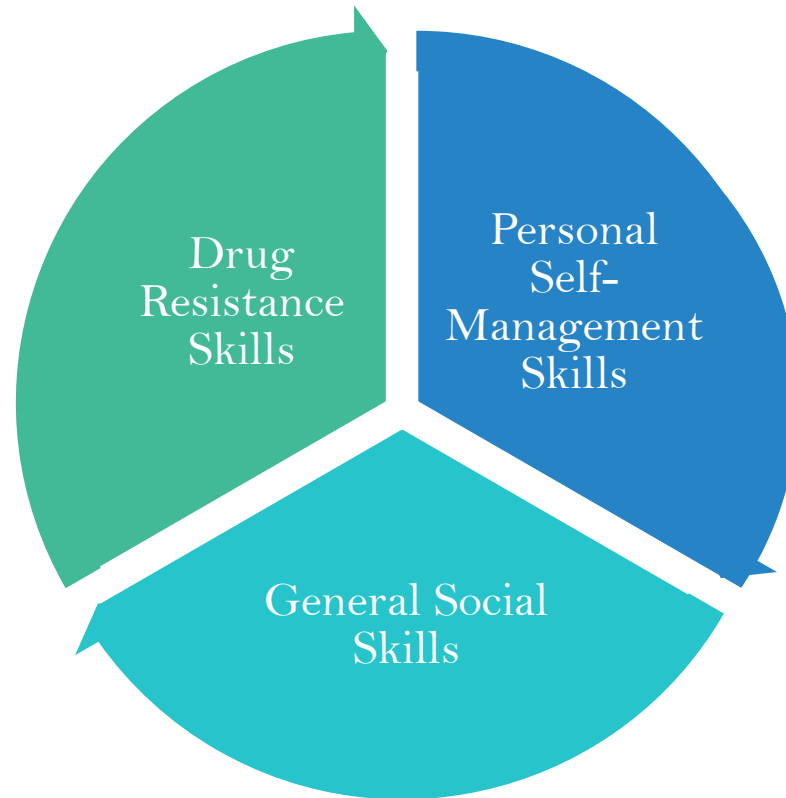 Drug
Resistance
Skills
Personal
Self-
Management
Skills
General Social
Skills